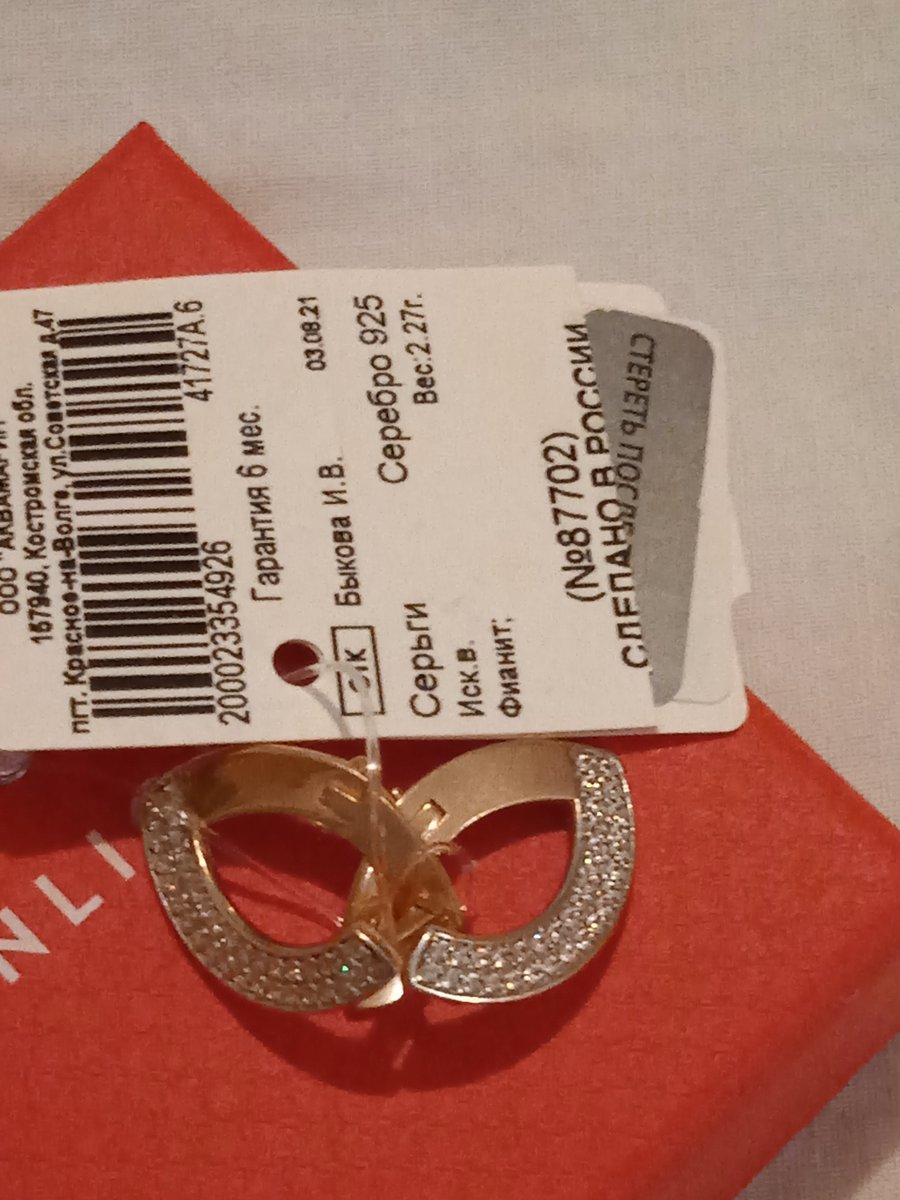 ООО "АКВАМАРИН"
157940, Костромская обл.
пгт. Красное-на-Волге, ул.Советская д.47
41727А.6
2000233354926
Гарантия 6 мес.
03.08.21
Быкова И.В.
Серьги
Серебро 925
Иск.в.
Вес:2.27г.
Фианит;
(№87702)
СДЕЛАНО В РОССИИ
СТЕРЕТЬ
NLI